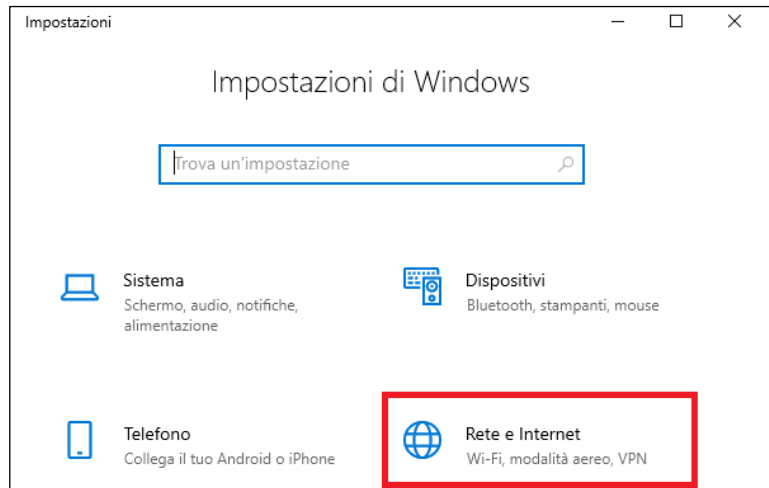 Impostazioni
Impostazioni di Windows
Trova un'impostazione
Sistema
Schermo, audio, notifiche,
alimentazione
Dispositivi
Bluetooth, stampanti, mouse
Telefono
Collega il tuo Android o iPhone
Rete e Internet
Wi-Fi, modalità aereo, VPN